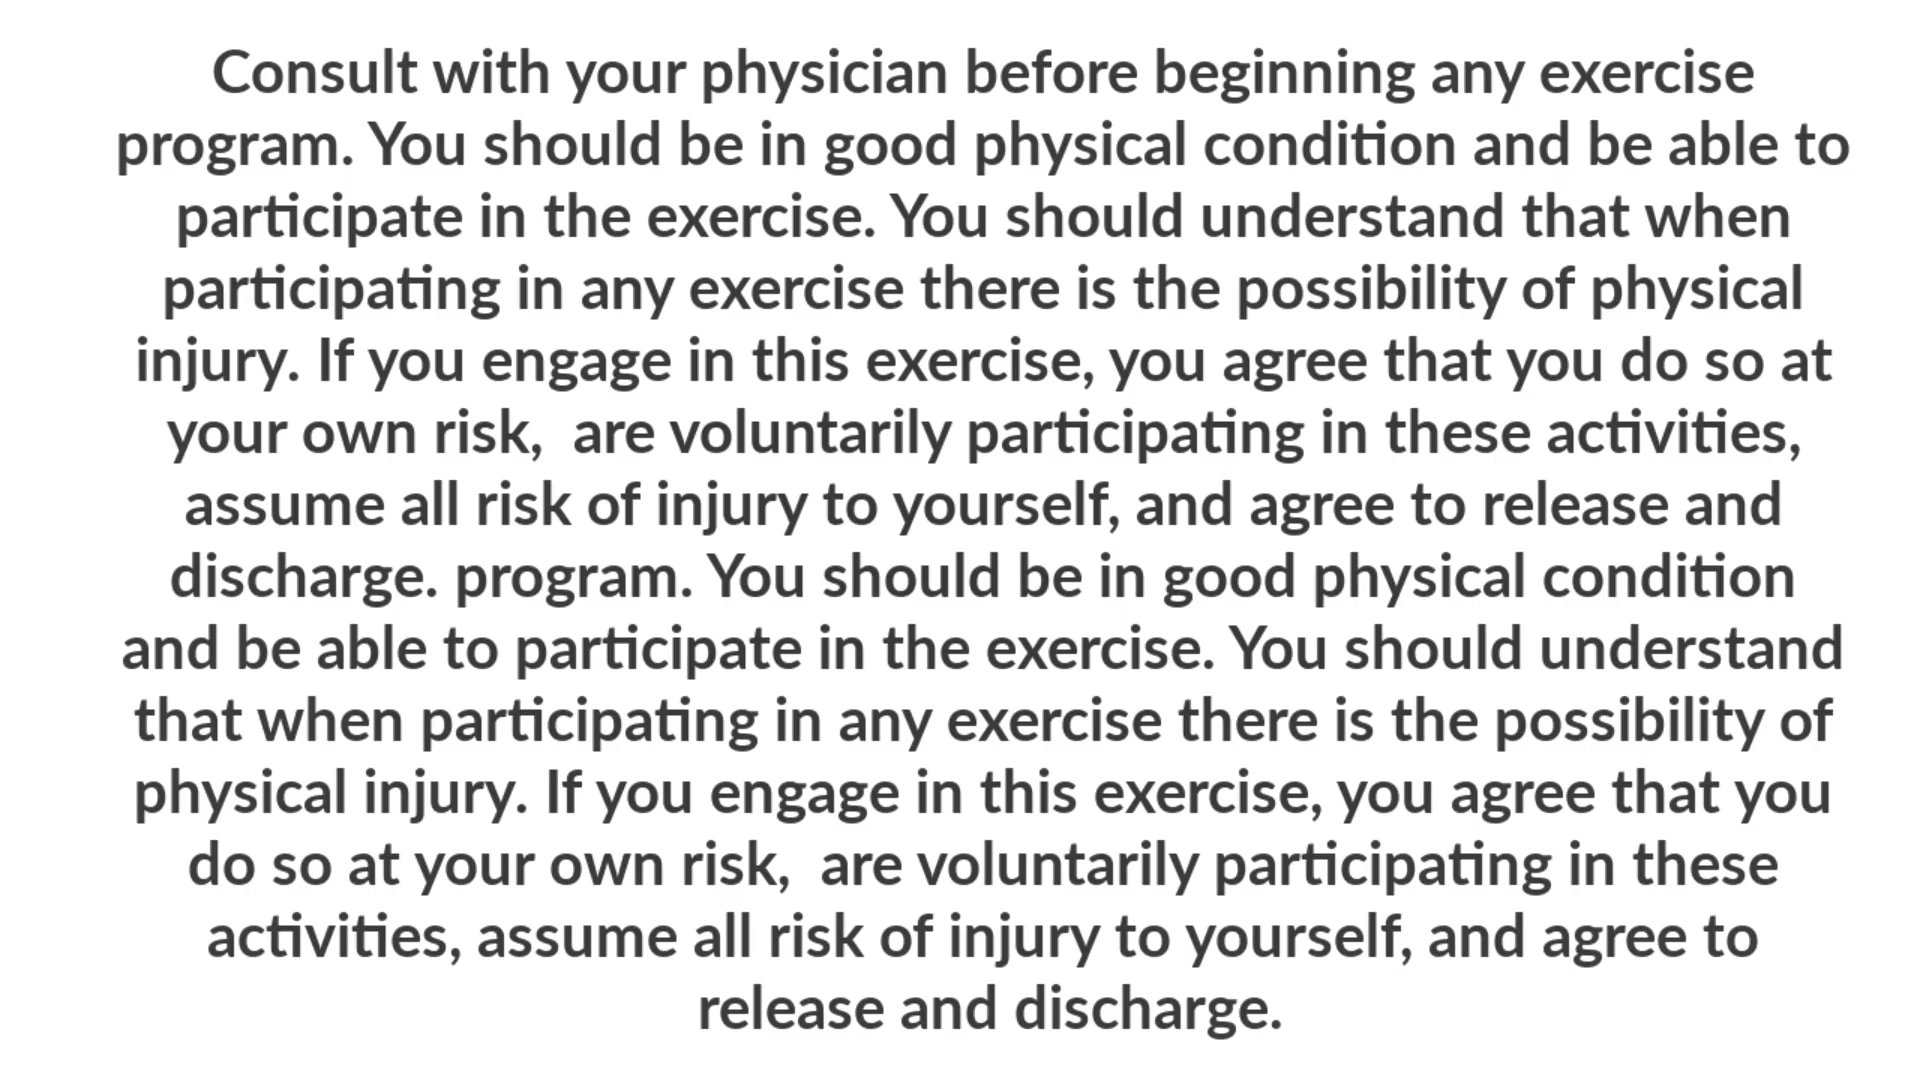 Consult with your physician before beginning any exercise
program. You should be in good physical condition and be able to
participate in the exercise. You should understand that when
participating in any exercise there is the possibility of physical
injury. If you engage in this exercise, you agree that you do so at
your own risk,  are voluntarily participating in these activities,
assume all risk of injury to yourself, and agree to release and
discharge. program. You should be in good physical condition
and be able to participate in the exercise. You should understand
that when participating in any exercise there is the possibility of
physical injury. If you engage in this exercise, you agree that you
do so at your own risk,  are voluntarily participating in these
activities, assume all risk of injury to yourself, and agree to
release and discharge.